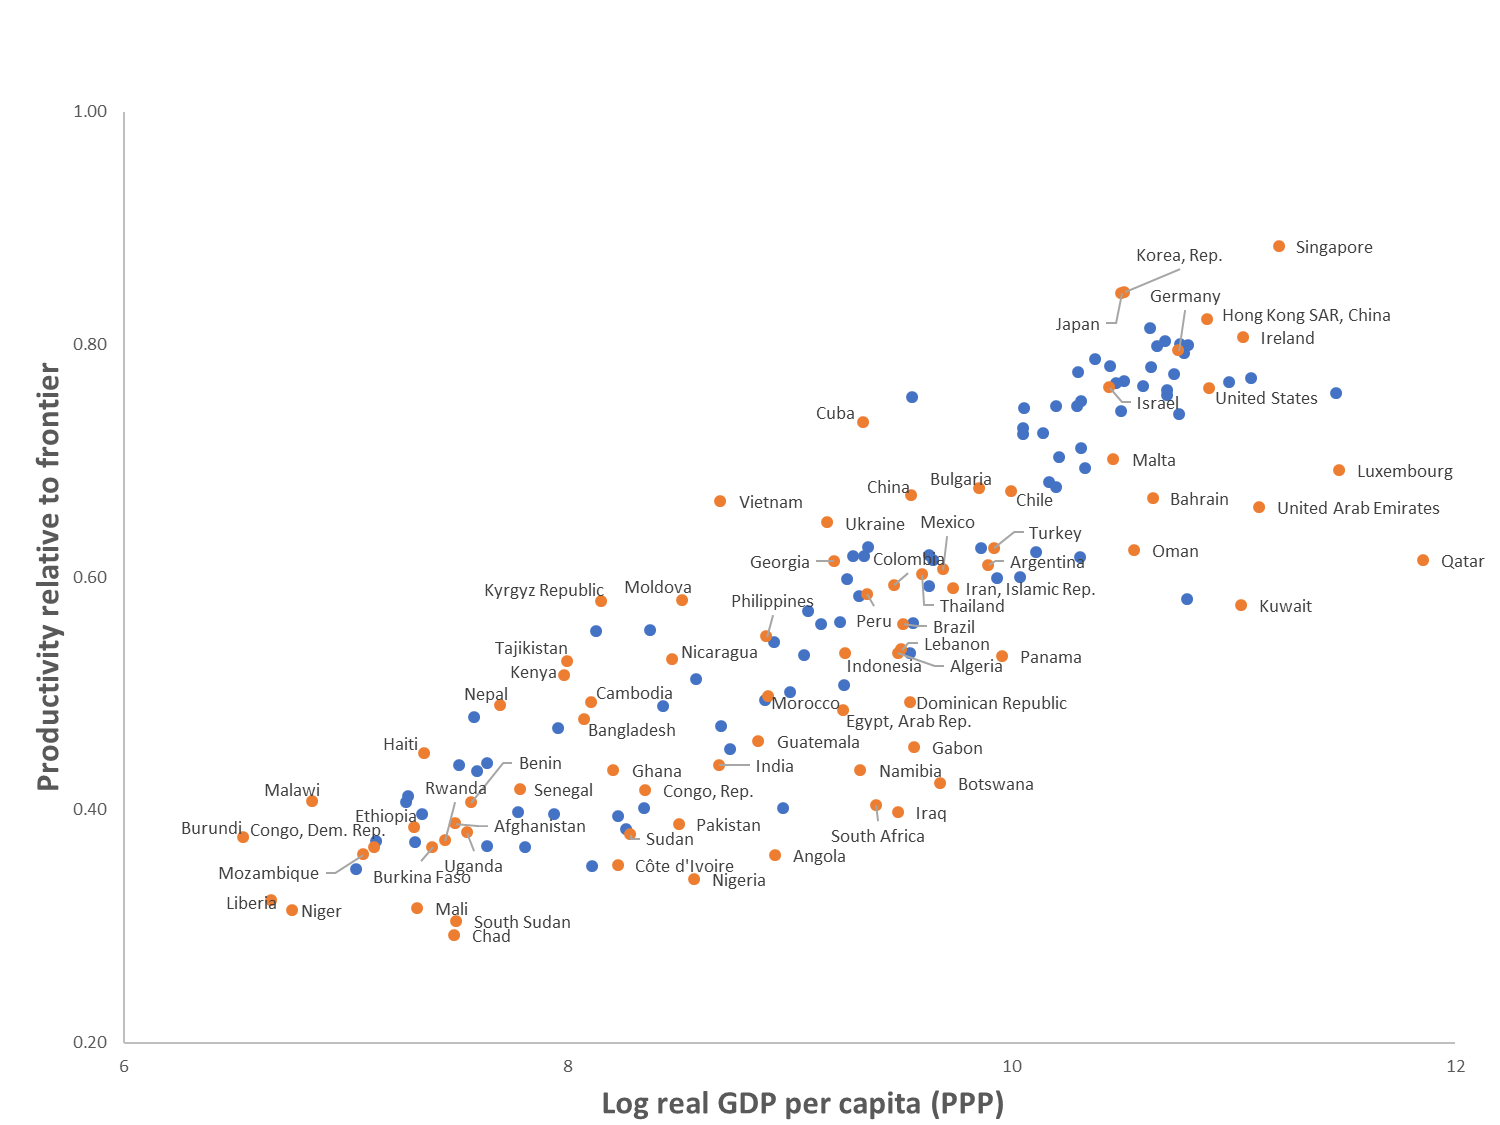 1.00
Singapore
Korea, Rep.
Germany
Japan
Hong Kong SAR, China
0.80
Ireland
United States
Israel
Cuba
Malta
Luxembourg
Bulgaria
China
Chile
Bahrain
Vietnam
United Arab Emirates
Ukraine
Mexico
Turkey
Oman
Georgia
Colombia
Argentina
Qatar
0.60
Kyrgyz Republic
Moldova
Iran, Islamic Rep.
Philippines
Thailand
Kuwait
Peru
Brazil
Tajikistan
Nicaragua
Lebanon
Panama
Kenya
Indonesia
Algeria
Nepal
Cambodia
Morocco
Dominican Republic
Bangladesh
Egypt, Arab Rep.
Haiti
Guatemala
Gabon
Benin
Ghana
India
Namibia
Malawi
Rwanda
Senegal
Congo, Rep.
Botswana
0.40
Ethiopia
Burundi
Congo, Dem. Rep.
Afghanistan
Pakistan
Iraq
Sudan
South Africa
Mozambique
Uganda
Côte d'Ivoire
Angola
Burkina Faso
Nigeria
Liberia
Niger
Mali
South Sudan
Chad
0.20
6
8
10
12
Productivity relative to frontier
Log real GDP per capita (PPP)